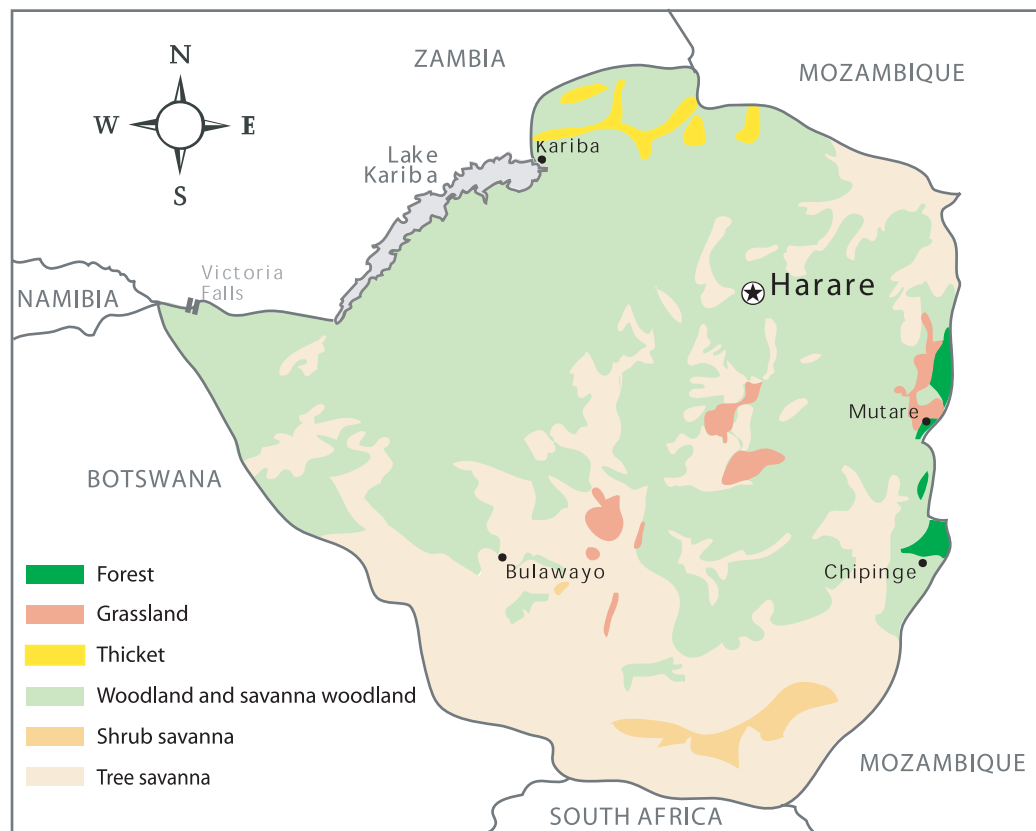 ZAMBIA
MOZAMBIQUE
N
W
E
S
Kariba
Lake
Kariba
Victoria
Falls
NAMIBIA
Harare
Mutare
BOTSWANA
Bulawayo
Chipinge
Forest
Grassland
Thicket
Woodland and savanna woodland
Shrub savanna
Tree savanna
MOZAMBIQUE
SOUTH AFRICA